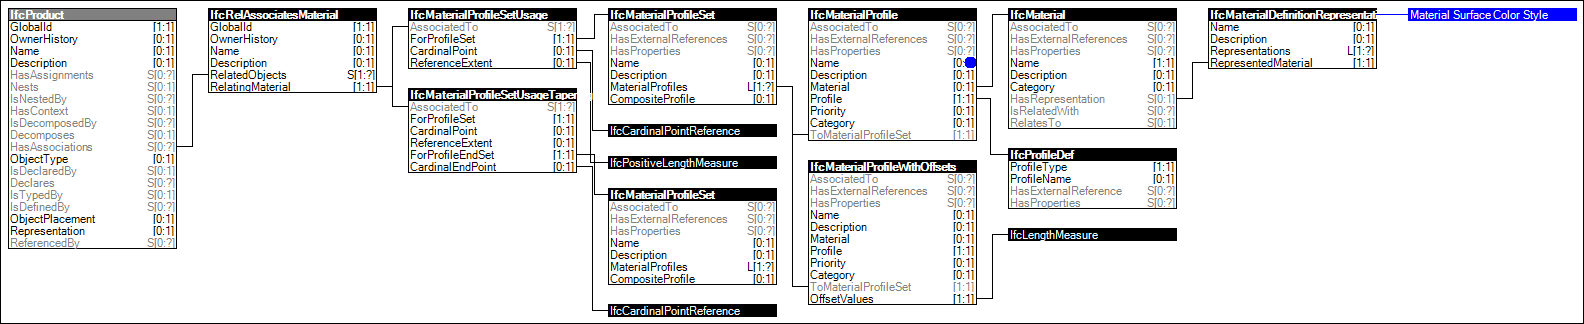 IfcProduct
GlobalId [1:1]
OwnerHistory [0:1]
Name [0:1]
Description [0:1]
HasAssignments S[0:?]
Nests S[0:1]
IsNestedBy S[0:?]
HasContext S[0:1]
IsDecomposedBy S[0:?]
Decomposes S[0:1]
HasAssociations S[0:?]
ObjectType [0:1]
IsDeclaredBy S[0:1]
Declares S[0:?]
IsTypedBy S[0:1]
IsDefinedBy S[0:?]
ObjectPlacement [0:1]
Representation [0:1]
ReferencedBy S[0:?]
IfcRelAssociatesMaterial
GlobalId [1:1]
OwnerHistory [0:1]
Name [0:1]
Description [0:1]
RelatedObjects S[1:?]
RelatingMaterial [1:1]
IfcMaterialProfileSetUsage
AssociatedTo S[1:?]
ForProfileSet [1:1]
CardinalPoint [0:1]
ReferenceExtent [0:1]
IfcMaterialProfileSetUsageTaper
AssociatedTo S[1:?]
ForProfileSet [1:1]
CardinalPoint [0:1]
ReferenceExtent [0:1]
ForProfileEndSet [1:1]
CardinalEndPoint [0:1]
IfcMaterialProfileSet
AssociatedTo S[0:?]
HasExternalReferences S[0:?]
HasProperties S[0:?]
Name [0:1]
Description [0:1]
MaterialProfiles L[1:?]
CompositeProfile [0:1]
IfcCardinalPointReference
IfcPositiveLengthMeasure
IfcMaterialProfileSet
AssociatedTo S[0:?]
HasExternalReferences S[0:?]
HasProperties S[0:?]
Name [0:1]
Description [0:1]
MaterialProfiles L[1:?]
CompositeProfile [0:1]
IfcCardinalPointReference
IfcMaterialProfile
AssociatedTo S[0:?]
HasExternalReferences S[0:?]
HasProperties S[0:?]
Name
Description [0:1]
Material [0:1]
Profile [1:1]
Priority [0:1]
Category [0:1]
ToMaterialProfileSet [1:1]
IfcMaterialProfileWithOffsets
AssociatedTo S[0:?]
HasExternalReferences S[0:?]
HasProperties S[0:?]
Name [0:1]
Description [0:1]
Material [0:1]
Profile [1:1]
Priority [0:1]
Category [0:1]
ToMaterialProfileSet [1:1]
OffsetValues [1:1]
IfcMaterial
AssociatedTo S[0:?]
HasExternalReferences S[0:?]
HasProperties S[0:?]
Name [1:1]
Description [0:1]
Category [0:1]
HasRepresentation S[0:1]
IsRelatedWith S[0:?]
RelatesTo S[0:1]
IfcProfileDef
ProfileType [1:1]
ProfileName [0:1]
HasExternalReference S[0:?]
HasProperties S[0:?]
IfcLengthMeasure
IfcMaterialDefinitionRepresentat
Name [0:1]
Description [0:1]
Representations L[1:?]
RepresentedMaterial [1:1]
Material Surface Color Style